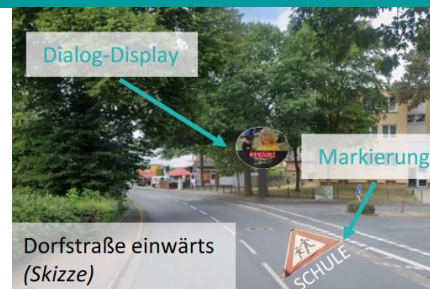 Dialog-Display
Markierung
Dorfstraße einwärts
(Skizze)
SCHULE